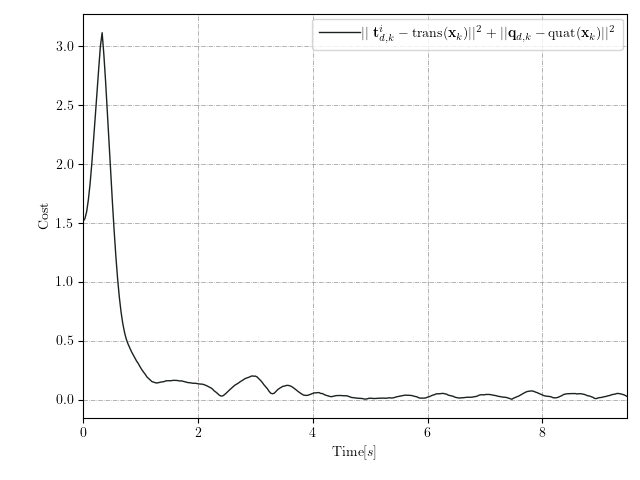 || t^i_{d,k} − trans(x_k)||^2 + ||q_{d,k} − quat(x_k)||^2
3.0
2.5
2.0
1.5
1.0
0.5
0.0
Cost
0 2 4 6 8
Time[s]